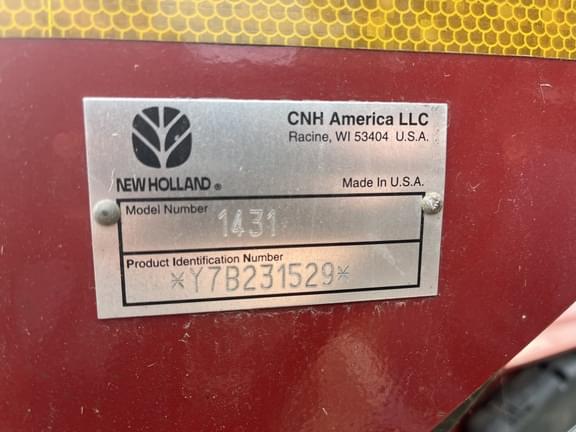 CNH America LLC
Racine, WI 53404 U.S.A.
NEW HOLLAND ®
Made In U.S.A.
Model Number 1431
Product Identification Number
*Y7B231529*